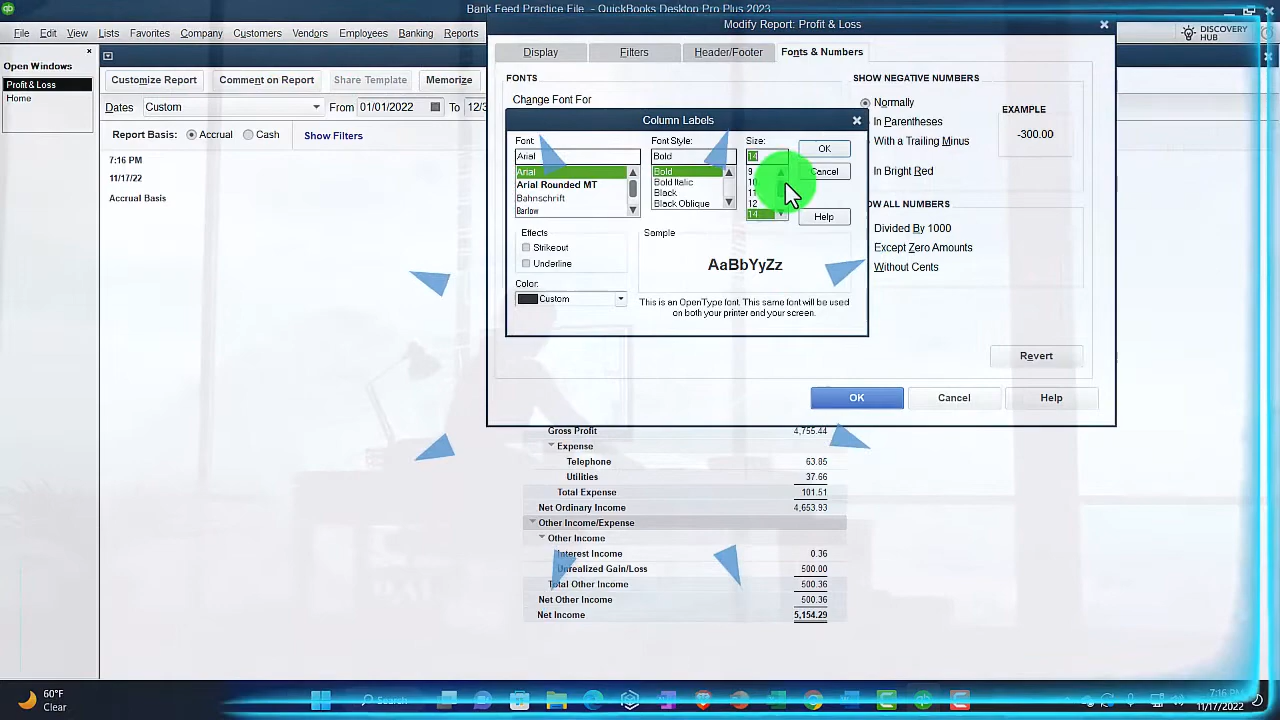 Bank Feed Practice File - QuickBooks Desktop Pro Plus 2023
File Edit View Lists Favorites Company Customers Vendors Employees Banking Reports
DISCOVERY
HUB
Open Windows
Profit & Loss
Home
Customize Report Comment on Report Share Template Memorize
Dates Custom From 01/01/2022 To 12/3
Report Basis: Accrual Cash Show Filters
7:16 PM
11/17/22
Accrual Basis
Modify Report: Profit & Loss
Display Filters Header/Footer Fonts & Numbers
FONTS
Change Font For
SHOW NEGATIVE NUMBERS
Normally
In Parentheses
With a Trailing Minus
In Bright Red
EXAMPLE
-300.00
OW ALL NUMBERS
Divided By 1000
Except Zero Amounts
Without Cents
Revert
OK Cancel Help
Column Labels
Font: Font Style: Size:
Arial Bold 14
Arial
Arial Rounded MT
Bahnschrift
Barlow
Bold
Bold Italic
Black
Black Oblique
9
10
11
12
14
OK
Cancel
Help
Effects
Strikeout
Underline
Color:
Custom
Sample
AaBbYyZz
This is an OpenType font. This same font will be used
on both your printer and your screen.
Gross Profit 4,755.44
Expense
Telephone 63.85
Utilities 37.66
Total Expense 101.51
Net Ordinary Income 4,653.93
Other Income/Expense
Other Income
Interest Income 0.36
Unrealized Gain/Loss 500.00
Total Other Income 500.36
Net Other Income 500.36
Net Income 5,154.29
60°F
Clear
Search
7:16 PM
11/17/2022